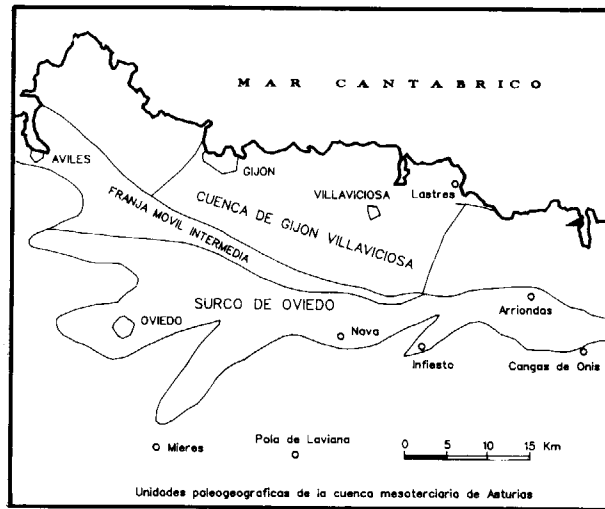 MAR CANTABRICO
AVILES
GIJON
VILLAVICIOSA
Lastres
CUENCA DE GIJON VILLAVICIOSA
FRANJA MOVIL INTERMEDIA
SURCO DE OVIEDO
OVIEDO
Nava
Infiesto
Arriondas
Cangas de Onis
Mieres
Pola de Laviana
0 5 10 15 Km
Unidades paleogeograficas de la cuenca mesoterciaria de Asturias